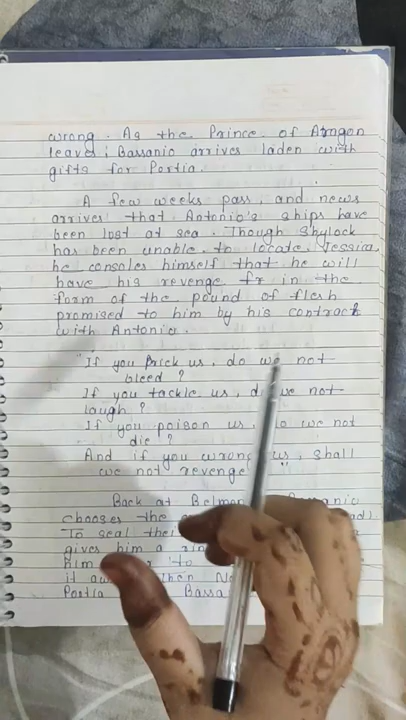 wrong. As the Prince of Arragon
leaves; Bassanio arrives laden with
gifts for Portia.
A few weeks pass, and news
arrives that Antonio's ships have
been lost at sea. Though Shylock
has been unable to locate Jessica,
he consoles himself that he will
have his revenge fr in the
form of the pound of flesh
promised to him by his contract
with Antonio.
"If you prick us, do we not
bleed?
If you tackle us, do we not
laugh?
If you poison us, do we not
die?
And if you wrong us, shall
we not revenge"
Back at Bassanio
chooses the
To seal
gives him a
him to
it
Portia